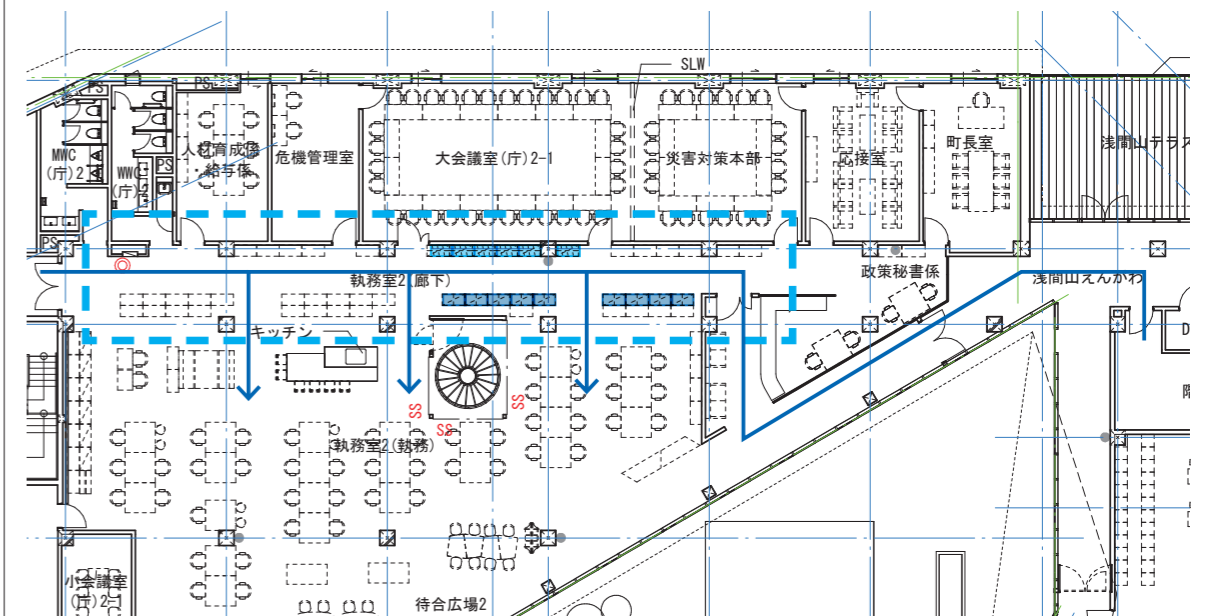 SLW
PS
PS
MWC
(庁)2
WWC
(庁)2
PS
人材育成係
・給与係
危機管理室
大会議室(庁)2-1
災害対策本部
応接室
町長室
浅間山テラス
PS
執務室2(廊下)
政策秘書係
浅間山えんがわ
キッチン
D
階
SS
SS
SS
執務室2(執務)
小会議室
(庁)2-1
待合広場2